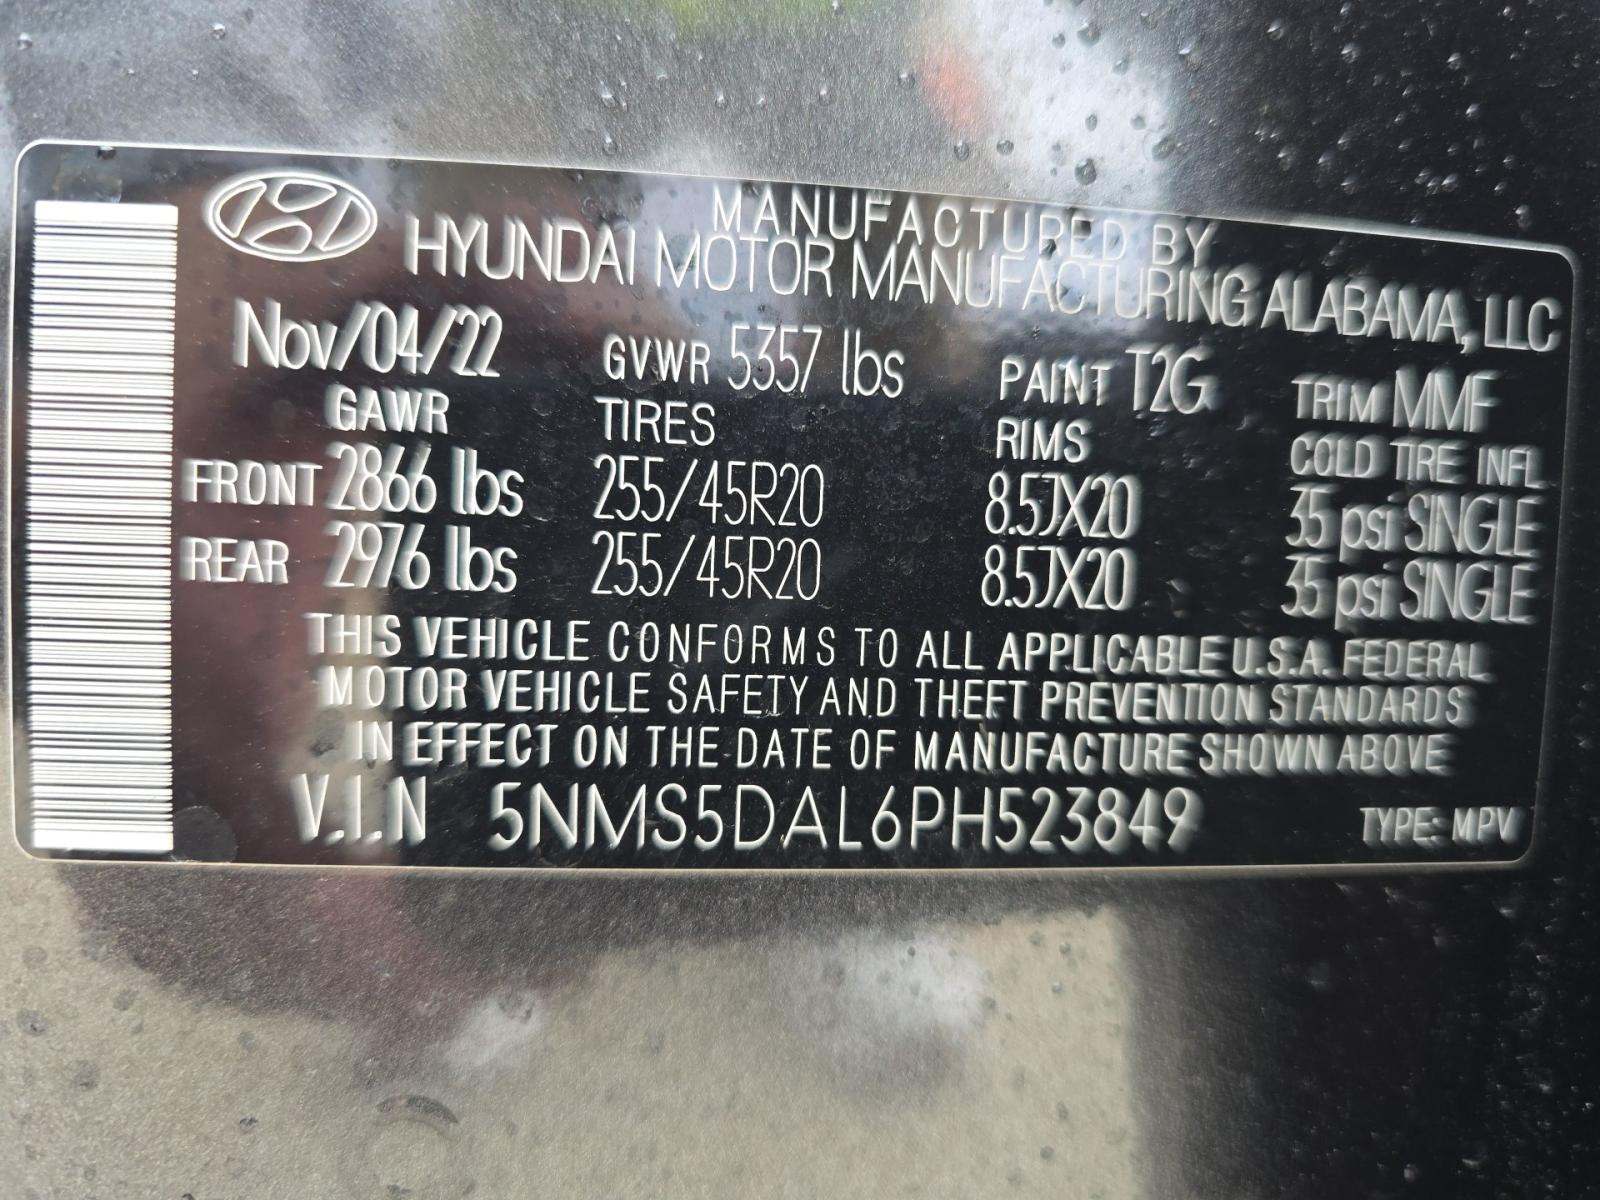 MANUFACTURED BY
HYUNDAI MOTOR MANUFACTURING ALABAMA, LLC
Nov/04/22 GVWR 5357 lbs PAINT T2G TRIM MMF
GAWR TIRES RIMS COLD TIRE INFL
FRONT 2866 lbs 255/45R20 8.5JX20 35 psi SINGLE
REAR 2976 lbs 255/45R20 8.5JX20 35 psi SINGLE
THIS VEHICLE CONFORMS TO ALL APPLICABLE U.S.A. FEDERAL
MOTOR VEHICLE SAFETY AND THEFT PREVENTION STANDARDS
IN EFFECT ON THE DATE OF MANUFACTURE SHOWN ABOVE
V.I.N 5NMS5DAL6PH523849 TYPE: MPV